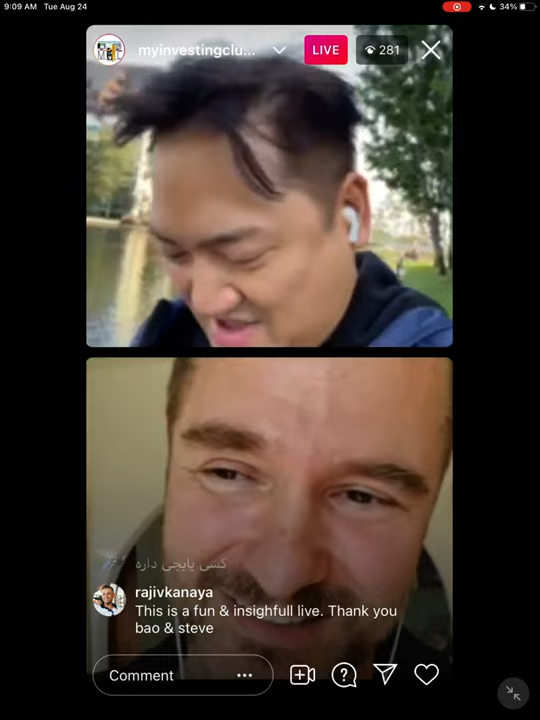 9:09 AM Tue Aug 24
34%
myinvestingclu...
LIVE
281
کسی پابجی داره
rajivkanaya
This is a fun & insighfull live. Thank you
bao & steve
Comment